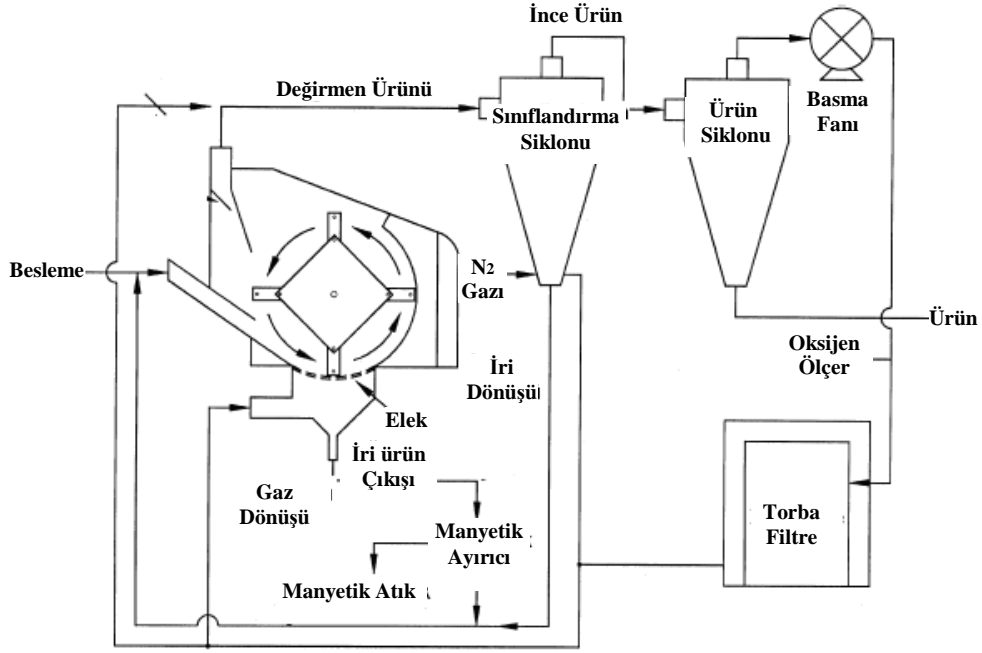 İnce Ürün
Değirmen Ürünü
Sınıflandırma
Siklonu
Ürün
Siklonu
Basma
Fanı
Besleme
N2
Gazı
Ürün
Oksijen
Ölçer
İri
Dönüşü
Elek
İri ürün
Çıkışı
Gaz
Dönüşü
Manyetik
Ayırıcı
Torba
Filtre
Manyetik Atık